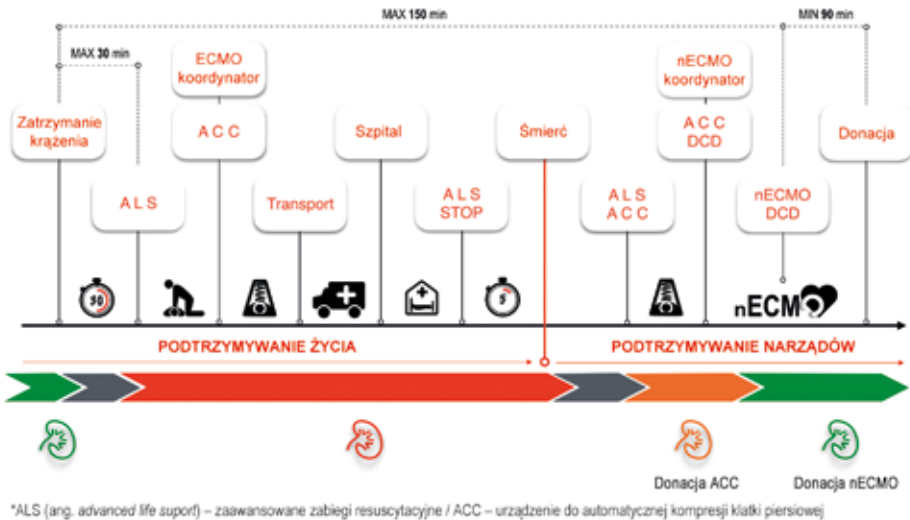 MAX 150 min
MIN 90 min
MAX 30 min
ECMO
koordynator
nECMO
koordynator
Zatrzymanie
krążenia
A C C
Szpital
Śmierć
A C C
DCD
Donacja
A L S
Transport
A L S
STOP
A L S
A C C
nECMO
DCD
30
5
nECMO
PODTRZYMYWANIE ŻYCIA
PODTRZYMYWANIE NARZĄDÓW
Donacja ACC
Donacja nECMO
*ALS (ang. advanced life suport) – zaawansowane zabiegi resuscytacyjne / ACC – urządzenie do automatycznej kompresji klatki piersiowej